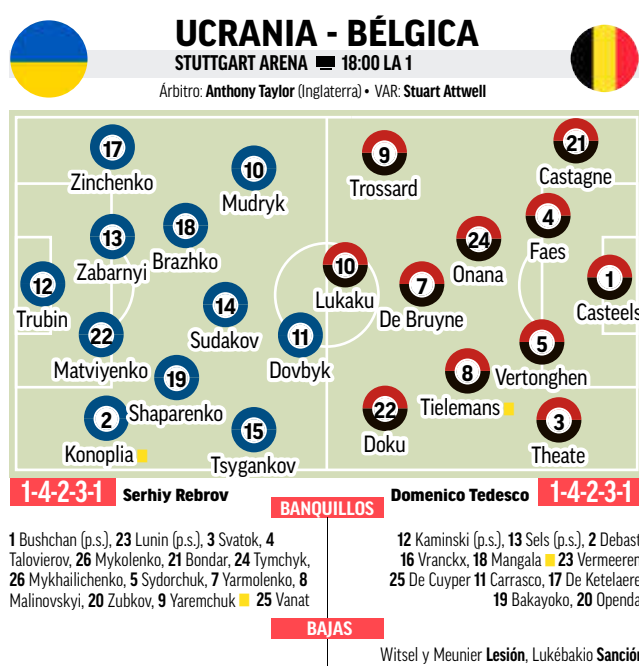 UCRANIA - BÉLGICA
STUTTGART ARENA 18:00 LA 1
Árbitro: Anthony Taylor (Inglaterra) • VAR: Stuart Attwell
17
Zinchenko
10
Mudryk
13
Zabarnyi
18
Brazhko
12
Trubin
14
Sudakov
22
Matviyenko
11
Dovbyk
19
Shaparenko
2
Konoplia
15
Tsygankov
9
Trossard
21
Castagne
4
Faes
24
Onana
10
Lukaku
7
De Bruyne
1
Casteels
5
Vertonghen
8
Tielemans
22
Doku
3
Theate
1-4-2-3-1 Serhiy Rebrov
Domenico Tedesco 1-4-2-3-1
BANQUILLOS
1 Bushchan (p.s.), 23 Lunin (p.s.), 3 Svatok, 4
Talovierov, 26 Mykolenko, 21 Bondar, 24 Tymchyk,
26 Mykhailichenko, 5 Sydorchuk, 7 Yarmolenko, 8
Malinovskyi, 20 Zubkov, 9 Yaremchuk 25 Vanat
12 Kaminski (p.s.), 13 Sels (p.s.), 2 Debast
16 Vranckx, 18 Mangala 23 Vermeeren
25 De Cuyper 11 Carrasco, 17 De Ketelaere
19 Bakayoko, 20 Openda
BAJAS
Witsel y Meunier Lesión, Lukébakio Sanción